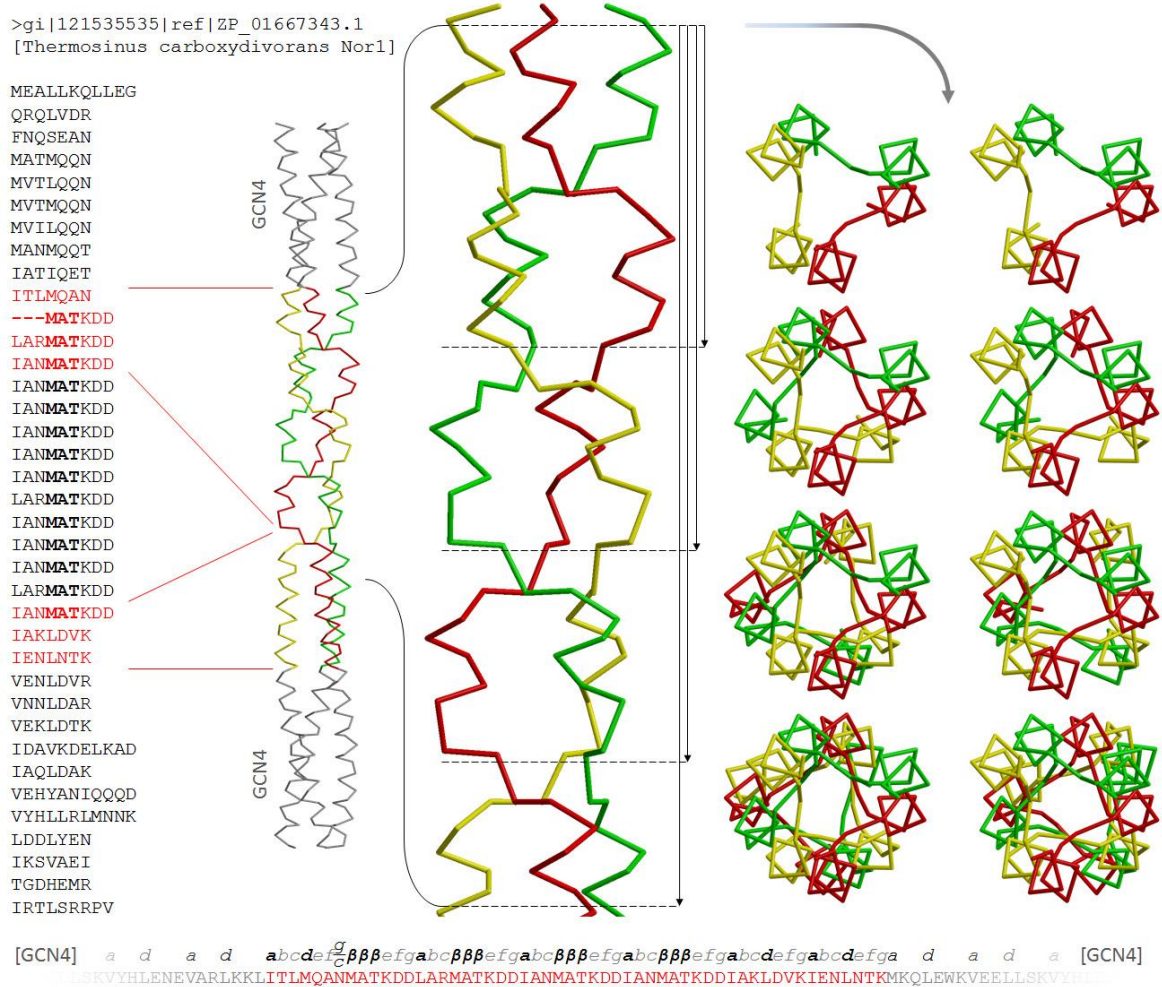 >gi|121535535|ref|ZP_01667343.1
[Thermosinus carboxydivorans Nor1]
MEALLKQLLEG
QRQLVDR
FNQSEAN
MATMQQN
MVTLQQN
MVTMQQN
MVILQQN
MANMQQT
IATIQET
ITLMQAN
---MATKDD
LARMATKDD
IANMATKDD
IANMATKDD
IANMATKDD
IANMATKDD
IANMATKDD
IANMATKDD
LARMATKDD
IANMATKDD
IANMATKDD
IANMATKDD
LARMATKDD
IANMATKDD
IAKLDVK
IENLNTK
VENLDVR
VNNLDAR
VEKLDTK
IDAVKDELKAD
IAQLDAK
VEHYANIQQQD
VYHLLRLMNNK
LDDLYEN
IKSVAEI
TGDHEMR
IRTLSRRPV
GCN4
GCN4
[GCN4] a d a d abcdef g/c βββefgabcβββefgabcβββefgabcβββefgabcdefgabcdefga d a d a [GCN4]
LSKVYHLENEVARLKKLITLMQANMATKDDLARMATKDDIANMATKDDIANMATKDDIAKLDVKIENLNTKMKQLEWKVEELLSKVYH